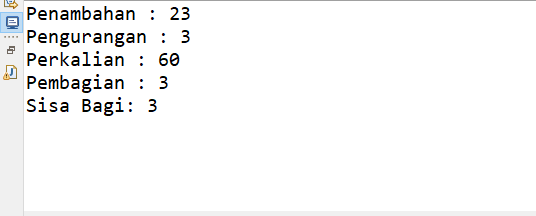 Penambahan : 23
Pengurangan : 3
Perkalian : 60
Pembagian : 3
Sisa Bagi: 3